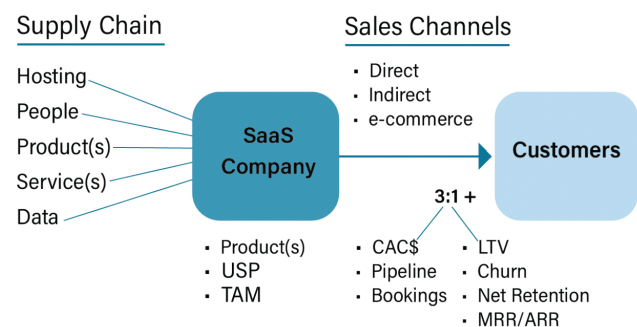 Supply Chain
Hosting
People
Product(s)
Service(s)
Data
SaaS
Company
▪ Product(s)
▪ USP
▪ TAM
Sales Channels
▪ Direct
▪ Indirect
▪ e-commerce
3:1 +
▪ CAC$
▪ Pipeline
▪ Bookings
▪ LTV
▪ Churn
▪ Net Retention
▪ MRR/ARR
Customers